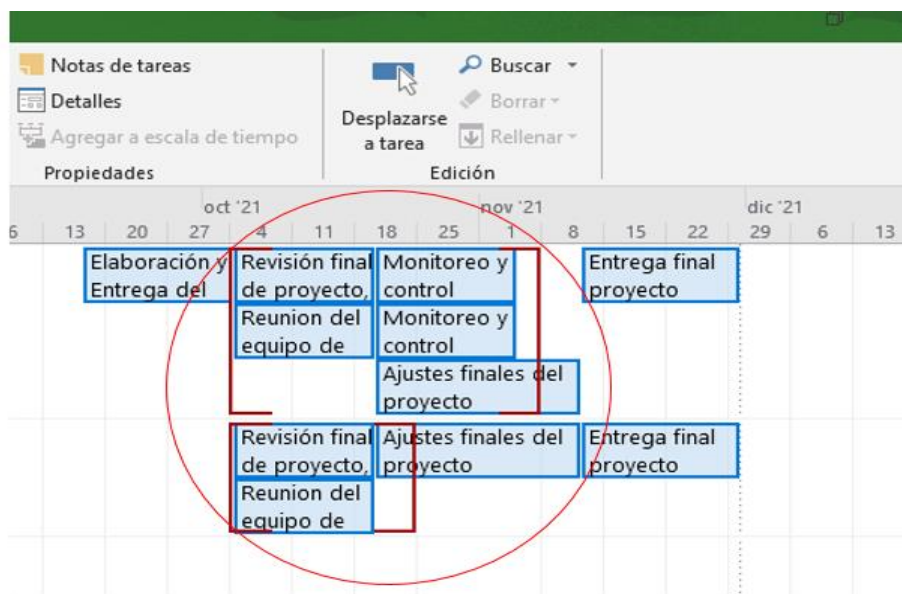 Notas de tareas
Detalles
Agregar a escala de tiempo
Propiedades
Desplazarse
a tarea
Buscar
Borrar
Rellenar
Edición
oct '21
nov '21
dic '21
6 13 20 27 4 11 18 25 1 8 15 22 29 6 13
Elaboración y
Entrega del
Revisión final
de proyecto,
Monitoreo y
control
Entrega final
proyecto
Reunion del
equipo de
Monitoreo y
control
Ajustes finales del
proyecto
Revisión final
de proyecto,
Ajustes finales del
proyecto
Entrega final
proyecto
Reunion del
equipo de